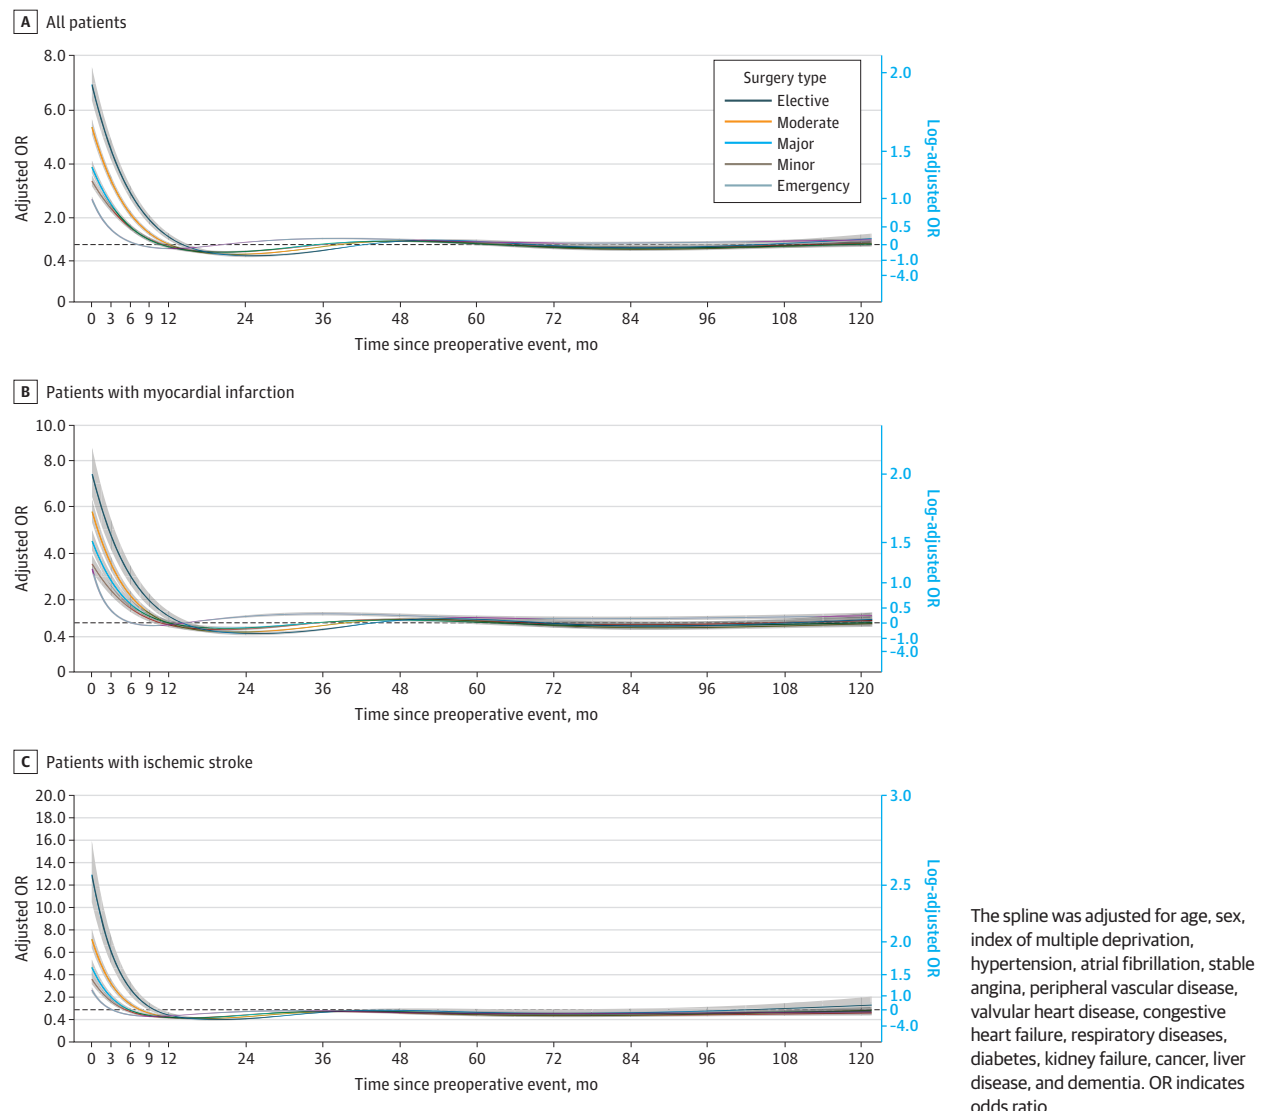 A All patients
8.0
6.0
4.0
2.0
0.4
0
Adjusted OR
Surgery type
Elective
Moderate
Major
Minor
Emergency
2.0
1.5
1.0
0.5
0
–1.0
–4.0
Log-adjusted OR
0 3 6 9 12 24 36 48 60 72 84 96 108 120
Time since preoperative event, mo
B Patients with myocardial infarction
10.0
8.0
6.0
4.0
2.0
0.4
0
Adjusted OR
2.0
1.5
1.0
0.5
0
–1.0
–4.0
Log-adjusted OR
0 3 6 9 12 24 36 48 60 72 84 96 108 120
Time since preoperative event, mo
C Patients with ischemic stroke
20.0
18.0
16.0
14.0
12.0
10.0
8.0
6.0
4.0
2.0
0.4
0
Adjusted OR
3.0
2.5
2.0
1.5
1.0
0
–4.0
Log-adjusted OR
0 3 6 9 12 24 36 48 60 72 84 96 108 120
Time since preoperative event, mo
The spline was adjusted for age, sex,
index of multiple deprivation,
hypertension, atrial fibrillation, stable
angina, peripheral vascular disease,
valvular heart disease, congestive
heart failure, respiratory diseases,
diabetes, kidney failure, cancer, liver
disease, and dementia. OR indicates
odds ratio